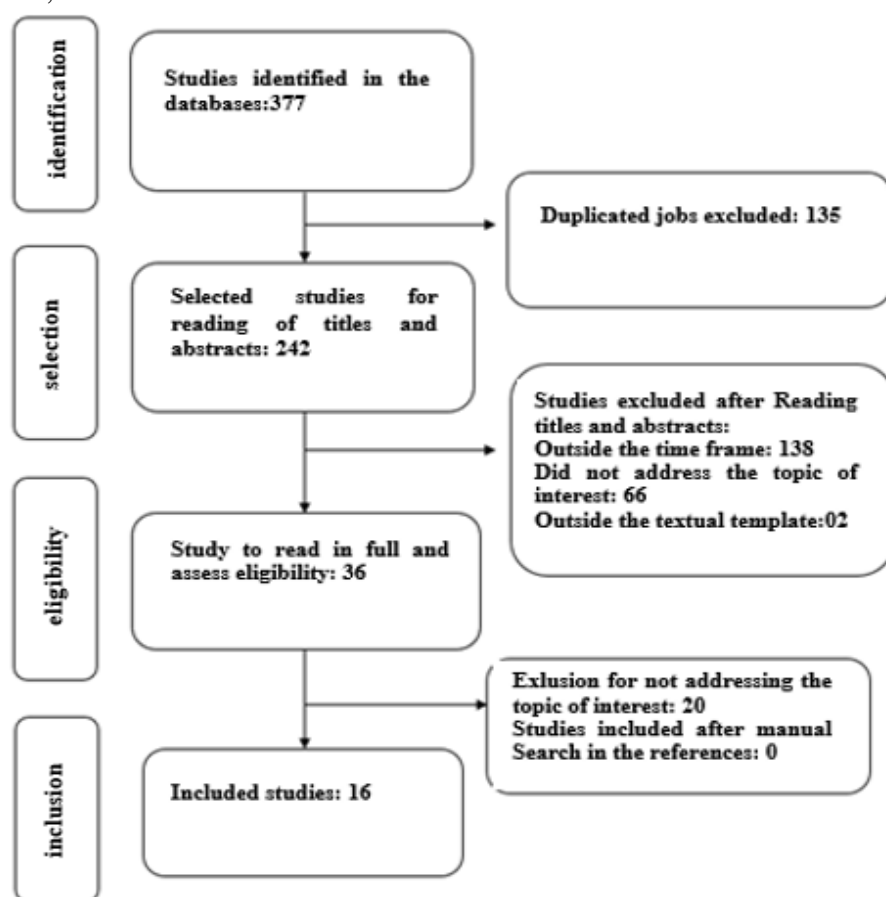 identification
Studies identified in the
databases:377
Duplicated jobs excluded: 135
selection
Selected studies for
reading of titles and
abstracts: 242
Studies excluded after Reading
titles and abstracts:
Outside the time frame: 138
Did not address the topic of
interest: 66
Outside the textual template:02
eligibility
Study to read in full and
assess eligibility: 36
Exlusion for not addressing the
topic of interest: 20
Studies included after manual
Search in the references: 0
inclusion
Included studies: 16